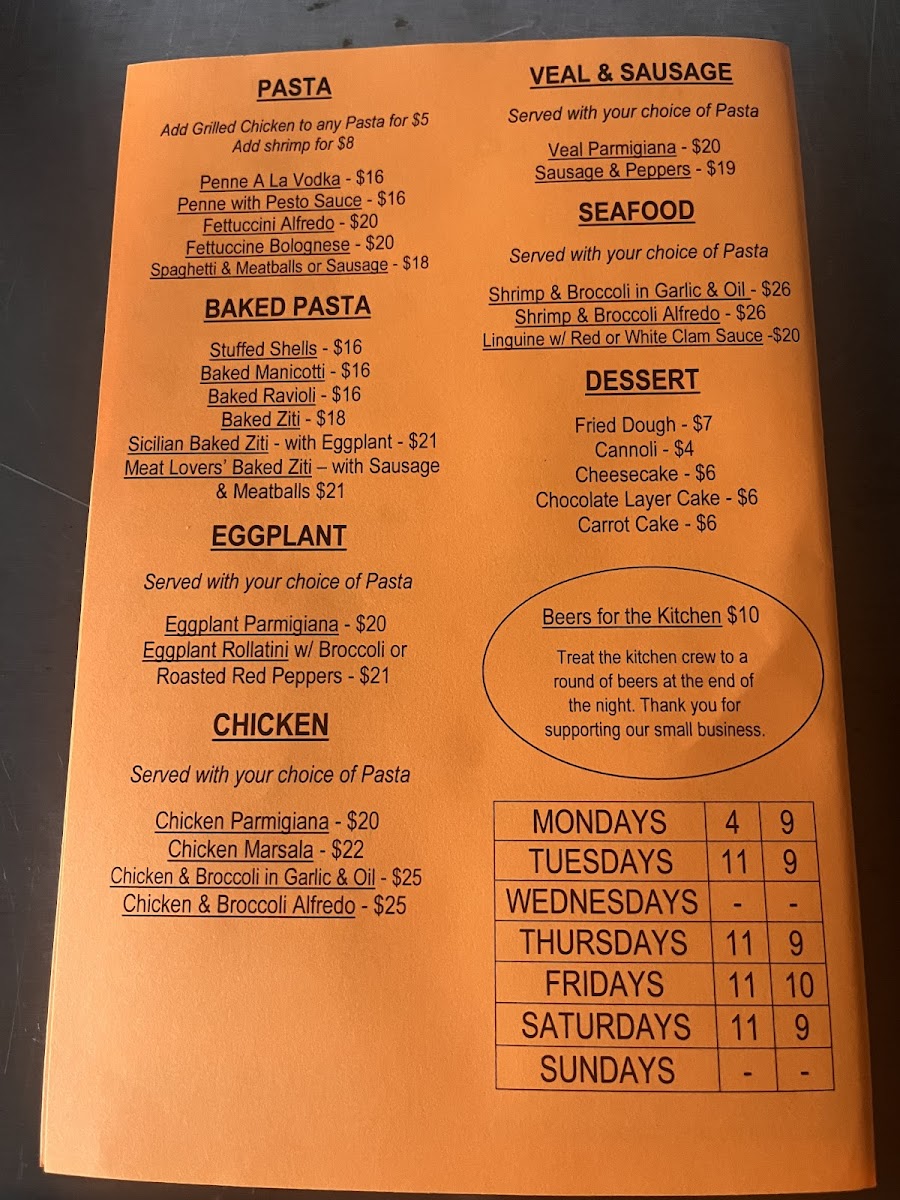 PASTA
Add Grilled Chicken to any Pasta for $5
Add shrimp for $8
Penne A La Vodka - $16
Penne with Pesto Sauce - $16
Fettuccini Alfredo - $20
Fettuccine Bolognese - $20
Spaghetti & Meatballs or Sausage - $18
BAKED PASTA
Stuffed Shells - $16
Baked Manicotti - $16
Baked Ravioli - $16
Baked Ziti - $18
Sicilian Baked Ziti - with Eggplant - $21
Meat Lovers' Baked Ziti – with Sausage
& Meatballs $21
EGGPLANT
Served with your choice of Pasta
Eggplant Parmigiana - $20
Eggplant Rollatini w/ Broccoli or
Roasted Red Peppers - $21
CHICKEN
Served with your choice of Pasta
Chicken Parmigiana - $20
Chicken Marsala - $22
Chicken & Broccoli in Garlic & Oil - $25
Chicken & Broccoli Alfredo - $25
VEAL & SAUSAGE
Served with your choice of Pasta
Veal Parmigiana - $20
Sausage & Peppers - $19
SEAFOOD
Served with your choice of Pasta
Shrimp & Broccoli in Garlic & Oil - $26
Shrimp & Broccoli Alfredo - $26
Linguine w/ Red or White Clam Sauce -$20
DESSERT
Fried Dough - $7
Cannoli - $4
Cheesecake - $6
Chocolate Layer Cake - $6
Carrot Cake - $6
Beers for the Kitchen $10
Treat the kitchen crew to a
round of beers at the end of
the night. Thank you for
supporting our small business.
MONDAYS 4 9
TUESDAYS 11 9
WEDNESDAYS - -
THURSDAYS 11 9
FRIDAYS 11 10
SATURDAYS 11 9
SUNDAYS - -